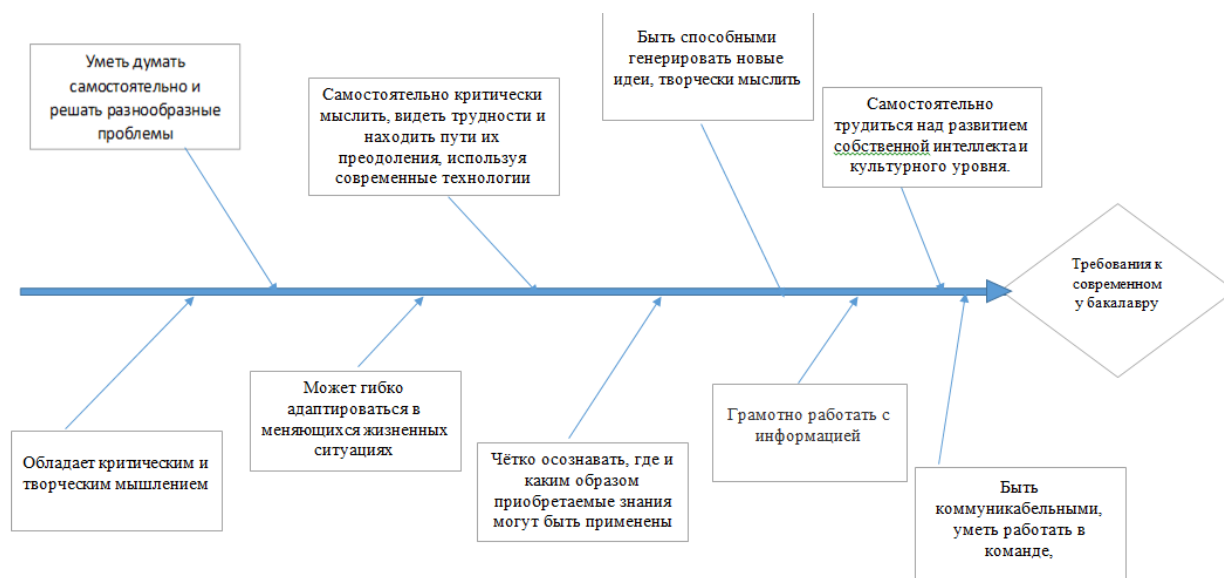 Уметь думать
самостоятельно и
решать разнообразные
проблемы
Самостоятельно критически
мыслить, видеть трудности и
находить пути их
преодоления, используя
современные технологии
Быть способными
генерировать новые
идеи, творчески мыслить
Самостоятельно
трудиться над развитием
собственной интеллекта и
культурного уровня.
Требования к
современном
у бакалавру
Обладает критическим и
творческим мышлением
Может гибко
адаптироваться в
меняющихся жизненных
ситуациях
Чётко осознавать, где и
каким образом
приобретаемые знания
могут быть применены
Грамотно работать с
информацией
Быть
коммуникабельными,
уметь работать в
команде,